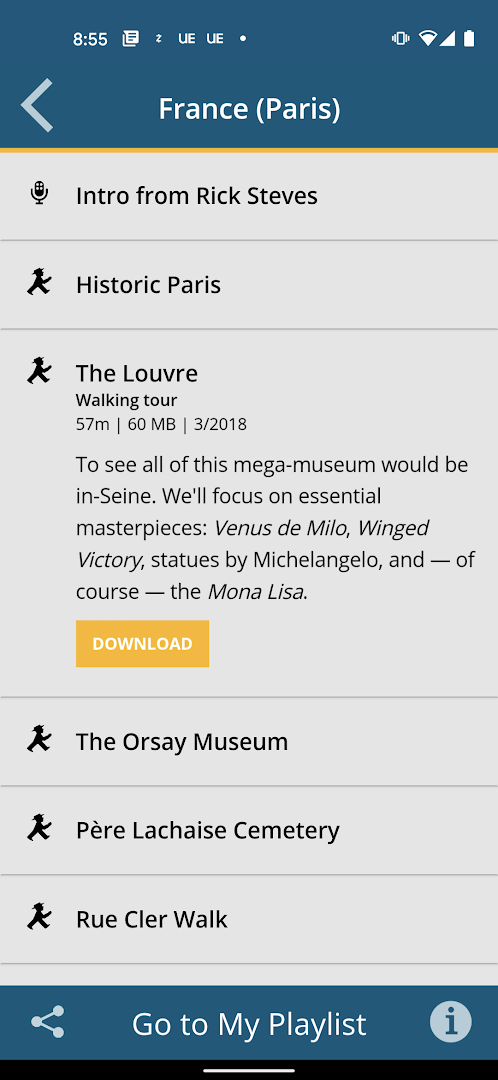 8:55
UE UE
France (Paris)
Intro from Rick Steves
Historic Paris
The Louvre
Walking tour
57m | 60 MB | 3/2018
To see all of this mega-museum would be
in-Seine. We'll focus on essential
masterpieces: Venus de Milo, Winged
Victory, statues by Michelangelo, and — of
course — the Mona Lisa.
DOWNLOAD
The Orsay Museum
Père Lachaise Cemetery
Rue Cler Walk
Go to My Playlist